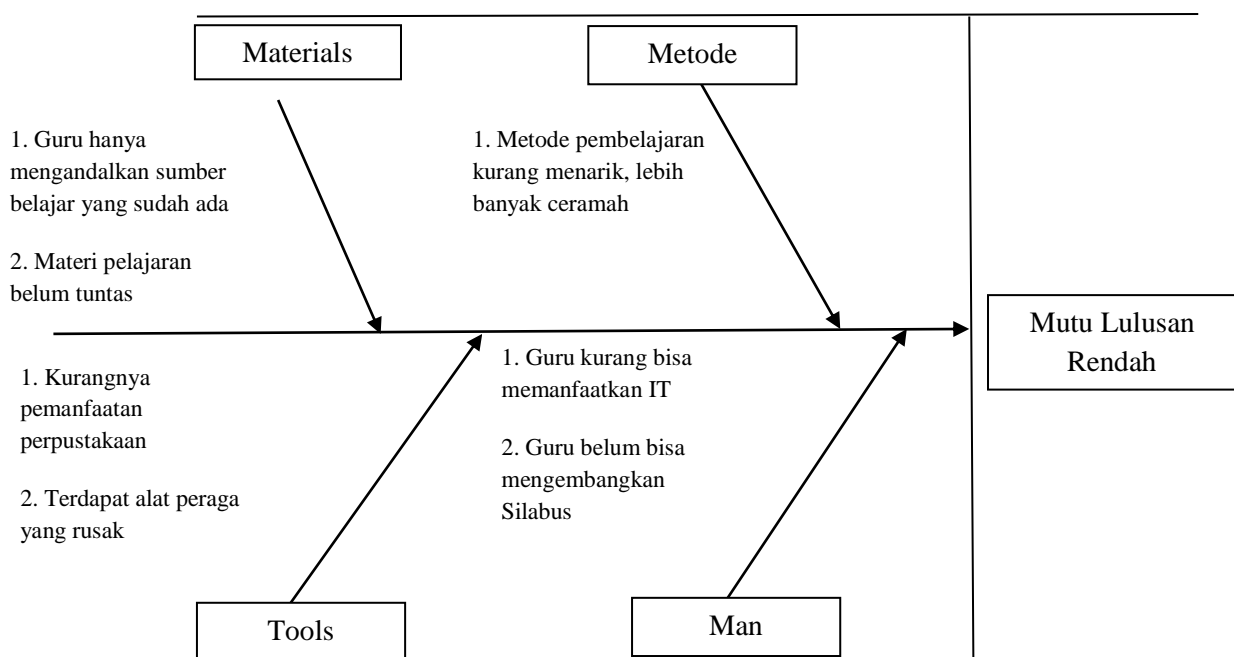 Materials
Metode
1. Guru hanya
mengandalkan sumber
belajar yang sudah ada
2. Materi pelajaran
belum tuntas
1. Metode pembelajaran
kurang menarik, lebih
banyak ceramah
Mutu Lulusan
Rendah
1. Kurangnya
pemanfaatan
perpustakaan
2. Terdapat alat peraga
yang rusak
1. Guru kurang bisa
memanfaatkan IT
2. Guru belum bisa
mengembangkan
Silabus
Tools
Man